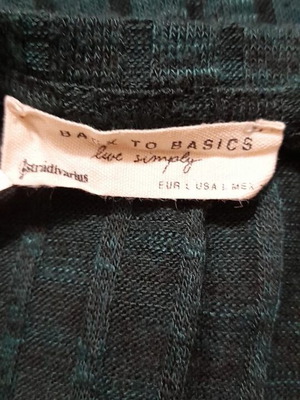 BACK TO BASICS
live simply
stradivarius
EUR L USA L MEX